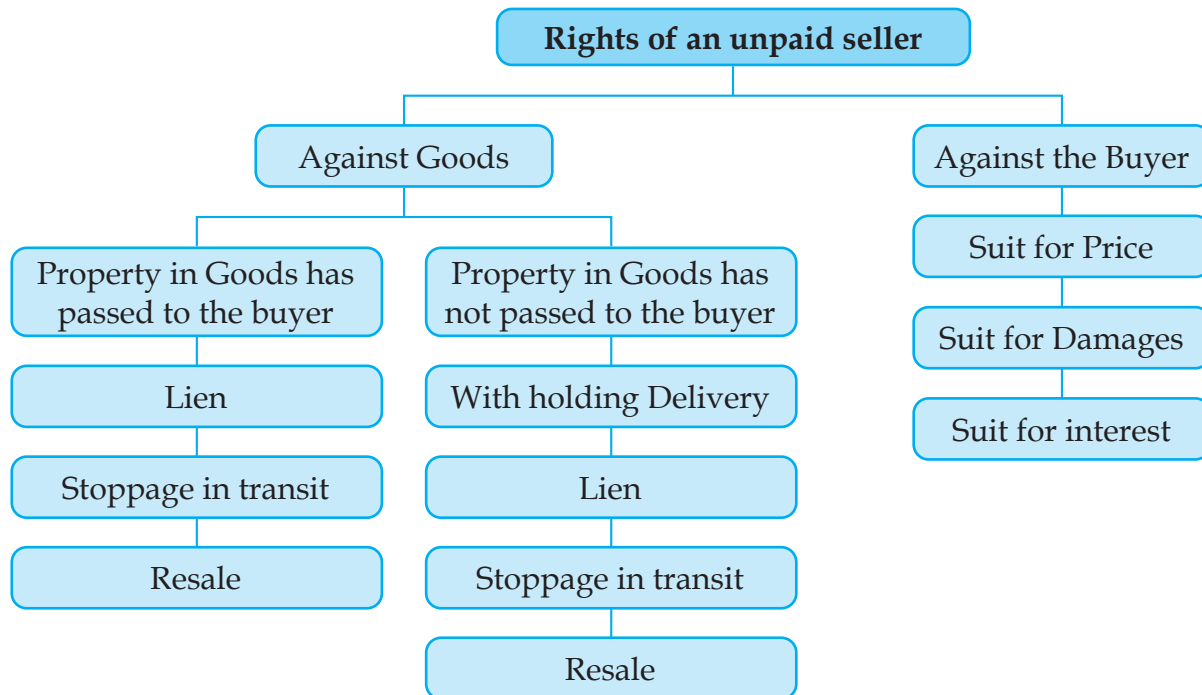 Rights of an unpaid seller
Against Goods
Against the Buyer
Property in Goods has
passed to the buyer
Lien
Stoppage in transit
Resale
Property in Goods has
not passed to the buyer
With holding Delivery
Lien
Stoppage in transit
Resale
Suit for Price
Suit for Damages
Suit for interest